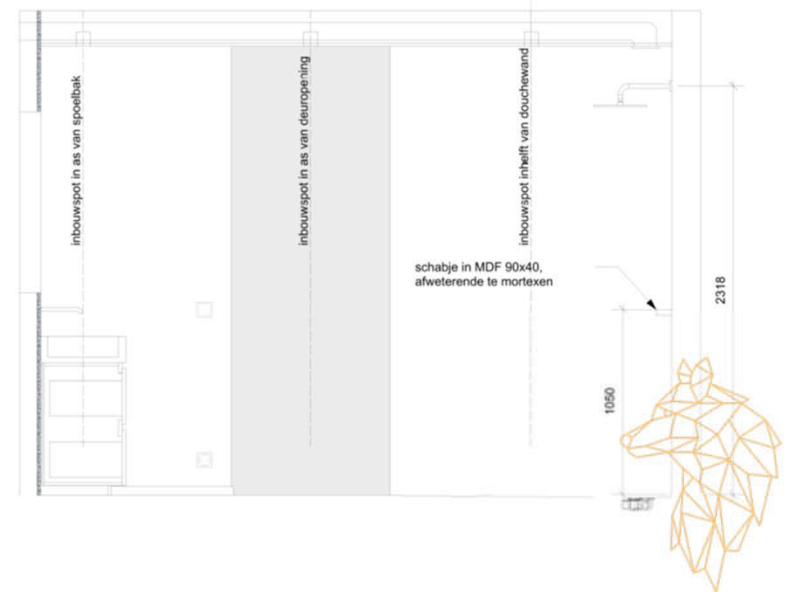 inbouwspot in as van spoelbak
inbouwspot in as van deuropening
inbouwspot inhelft van douchewand
schabje in MDF 90x40,
afweterende te mortexen
2318
1050